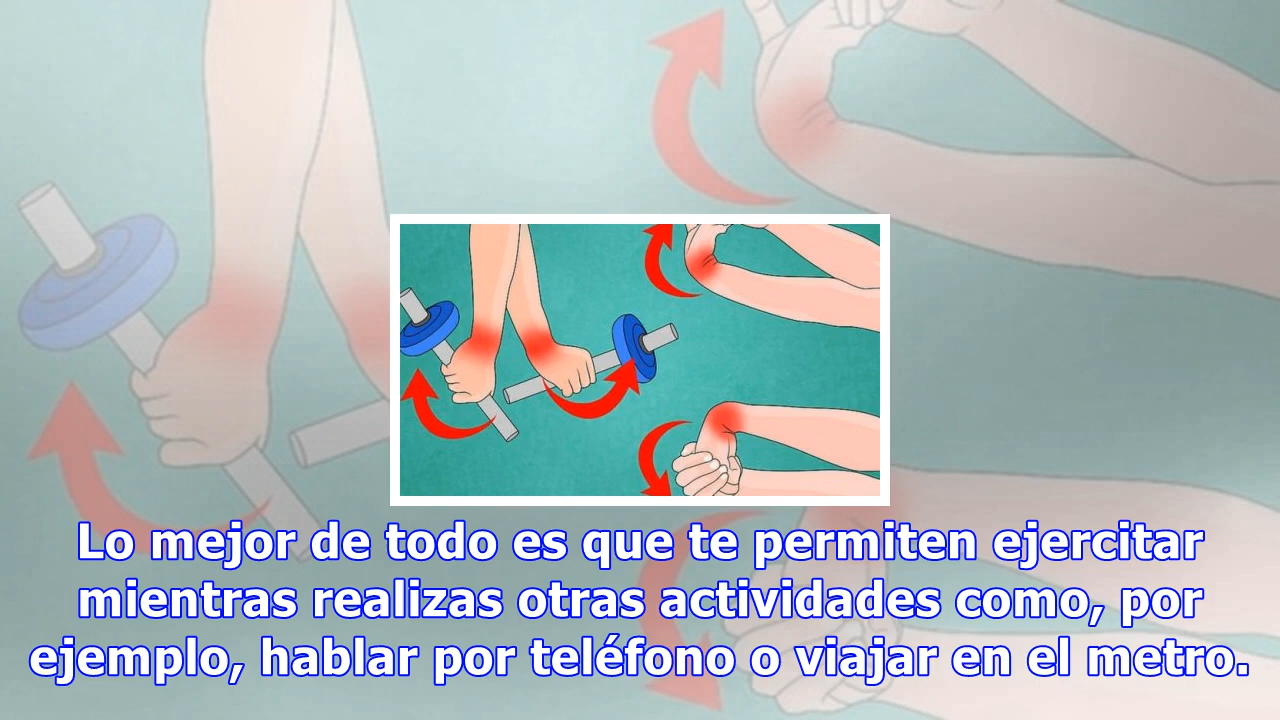 Lo mejor de todo es que te permiten ejercitar
mientras realizas otras actividades como, por
ejemplo, hablar por teléfono o viajar en el metro.